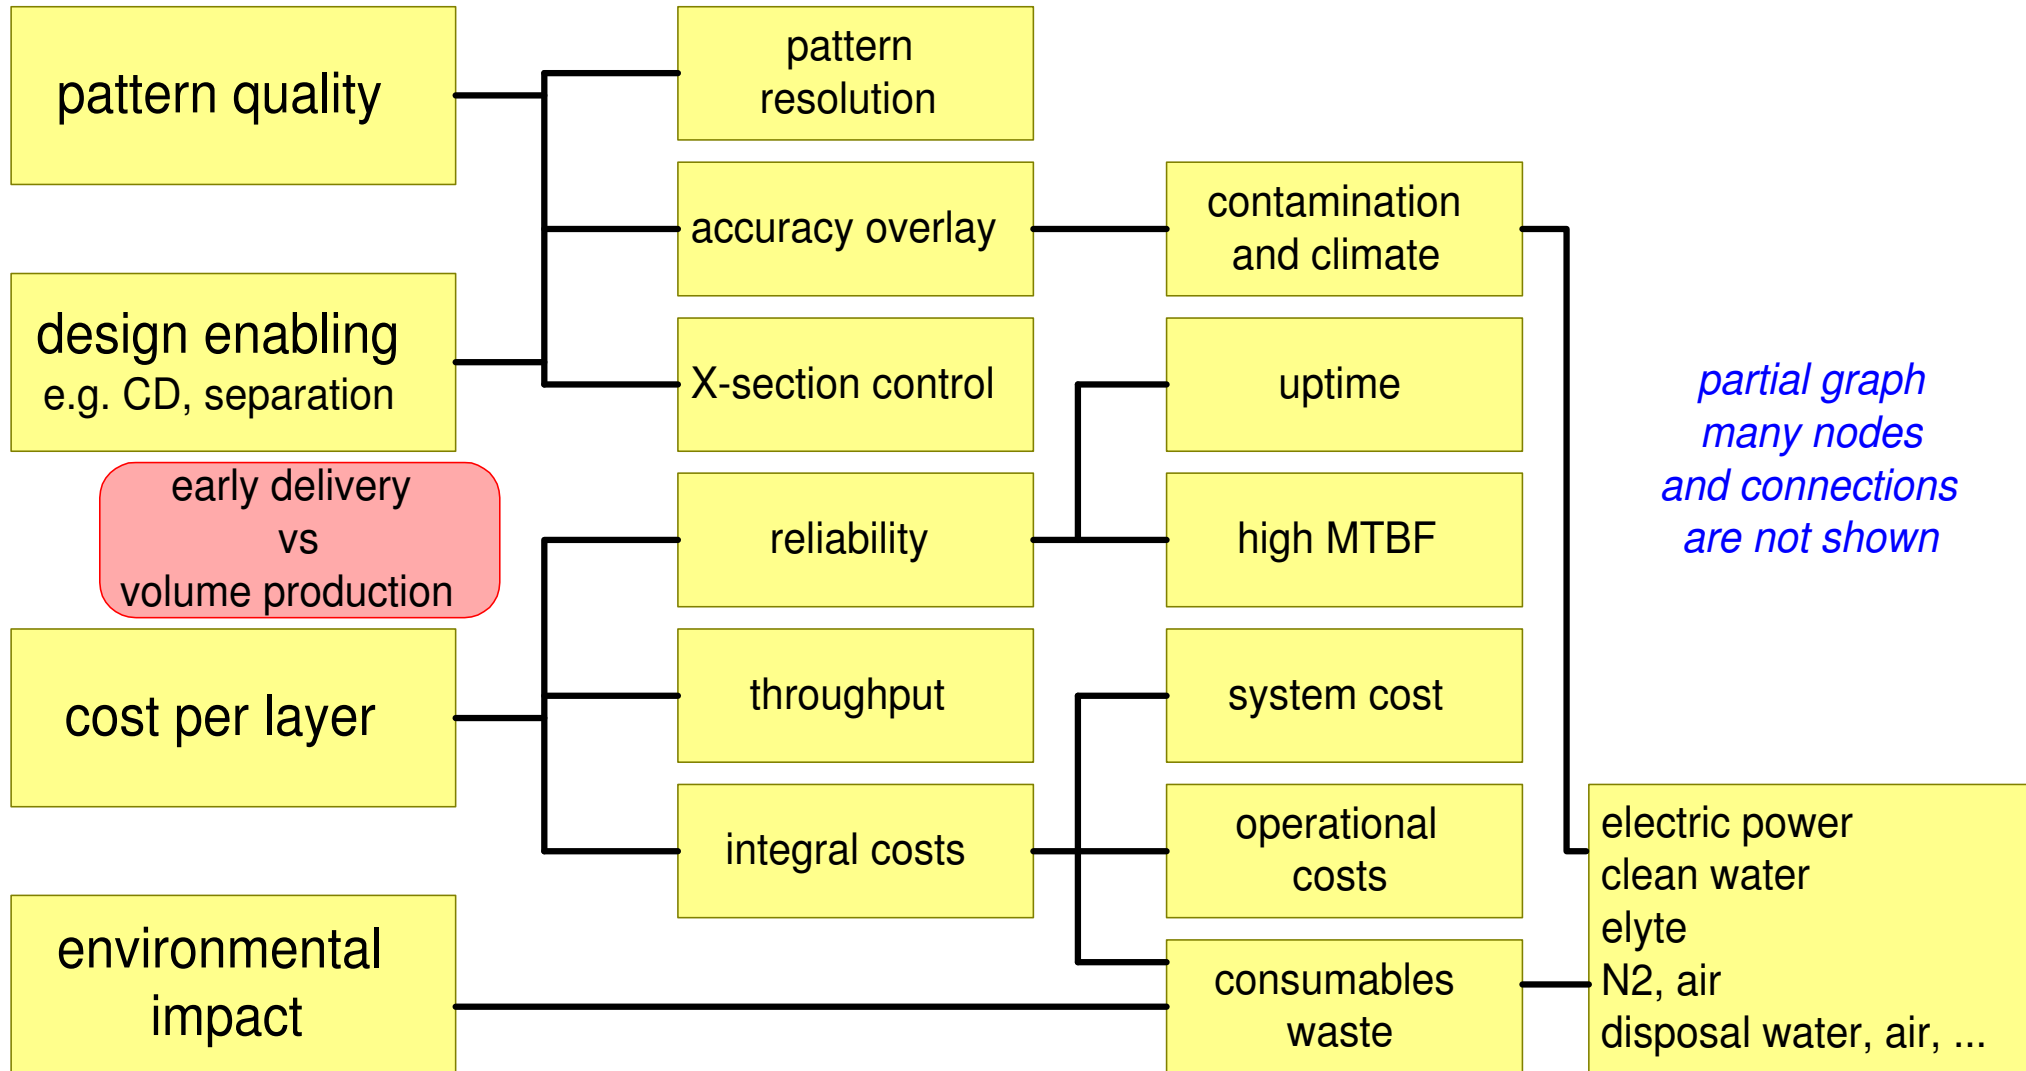 pattern quality
design enabling
e.g. CD, separation
early delivery
vs
volume production
cost per layer
environmental
impact
pattern
resolution
accuracy overlay
X-section control
reliability
throughput
integral costs
contamination
and climate
uptime
high MTBF
system cost
operational
costs
consumables
waste
partial graph
many nodes
and connections
are not shown
electric power
clean water
elyte
N2, air
disposal water, air, ...